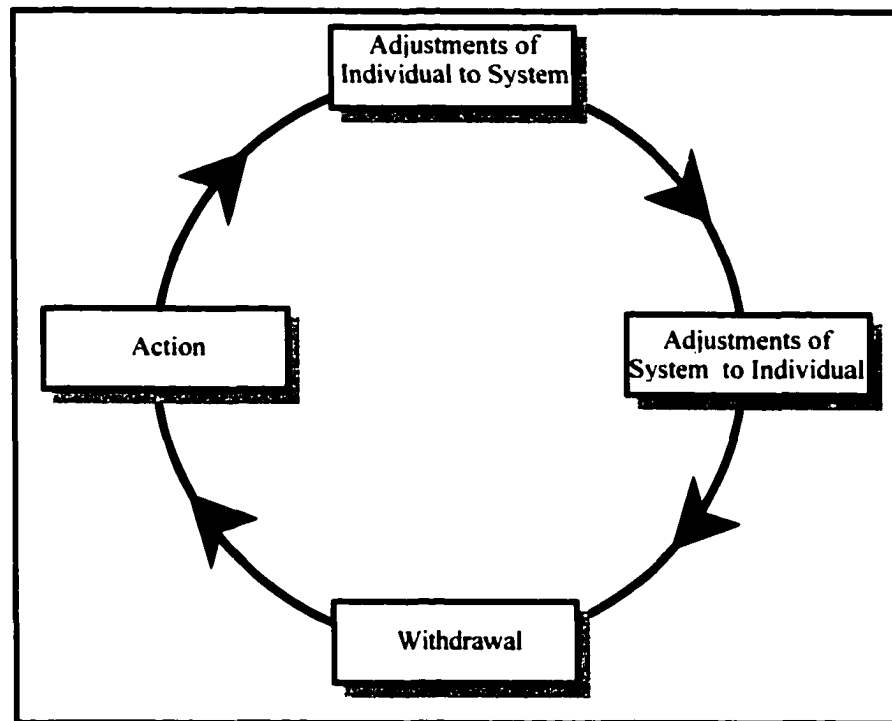 Adjustments of
Individual to System
Action
Adjustments of
System to Individual
Withdrawal